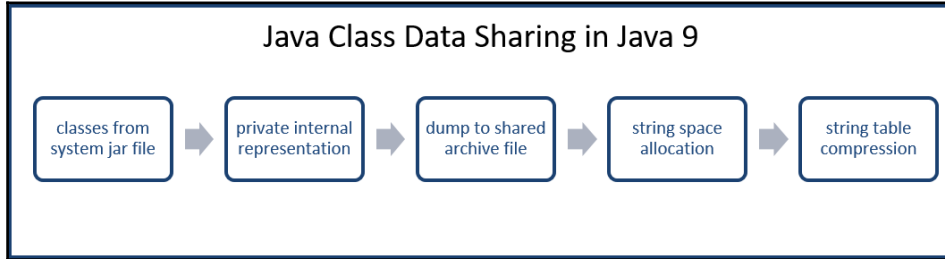 Java Class Data Sharing in Java 9
classes from
system jar file
private internal
representation
dump to shared
archive file
string space
allocation
string table
compression